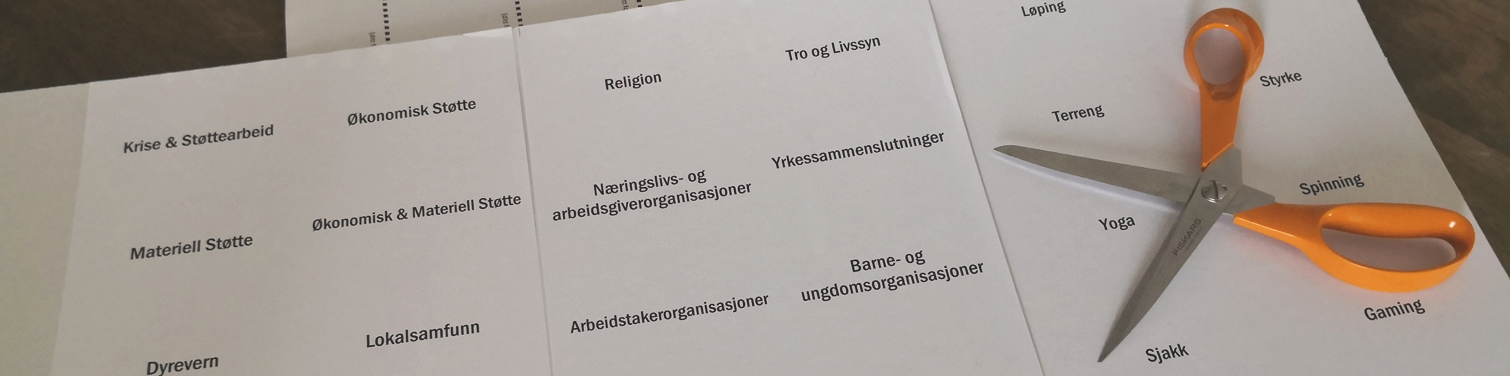 Krise & Støttearbeid
Økonomisk Støtte
Materiell Støtte
Økonomisk & Materiell Støtte
Dyrevern
Lokalsamfunn
Religion
Tro og Livssyn
Næringslivs- og
arbeidsgiverorganisasjoner
Yrkessammenslutninger
Arbeidstakerorganisasjoner
Barne- og
ungdomsorganisasjoner
Løping
Styrke
Terreng
Spinning
Yoga
FISKARS
Gaming
Sjakk